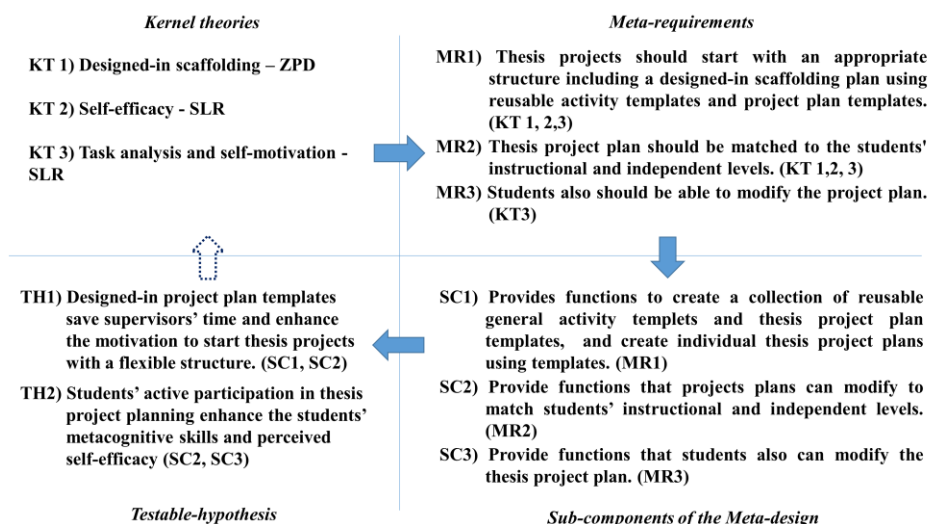 Kernel theories
KT 1) Designed-in scaffolding – ZPD
KT 2) Self-efficacy - SLR
KT 3) Task analysis and self-motivation -
SLR
Meta-requirements
MR1) Thesis projects should start with an appropriate
structure including a designed-in scaffolding plan using
reusable activity templates and project plan templates.
(KT 1, 2,3)
MR2) Thesis project plan should be matched to the students'
instructional and independent levels. (KT 1,2, 3)
MR3) Students also should be able to modify the project plan.
(KT3)
TH1) Designed-in project plan templates
save supervisors’ time and enhance
the motivation to start thesis projects
with a flexible structure. (SC1, SC2)
TH2) Students’ active participation in thesis
project planning enhance the students’
metacognitive skills and perceived
self-efficacy (SC2, SC3)
Testable-hypothesis
SC1) Provides functions to create a collection of reusable
general activity templets and thesis project plan
templates, and create individual thesis project plans
using templates. (MR1)
SC2) Provide functions that projects plans can modify to
match students’ instructional and independent levels.
(MR2)
SC3) Provide functions that students also can modify the
thesis project plan. (MR3)
Sub-components of the Meta-design